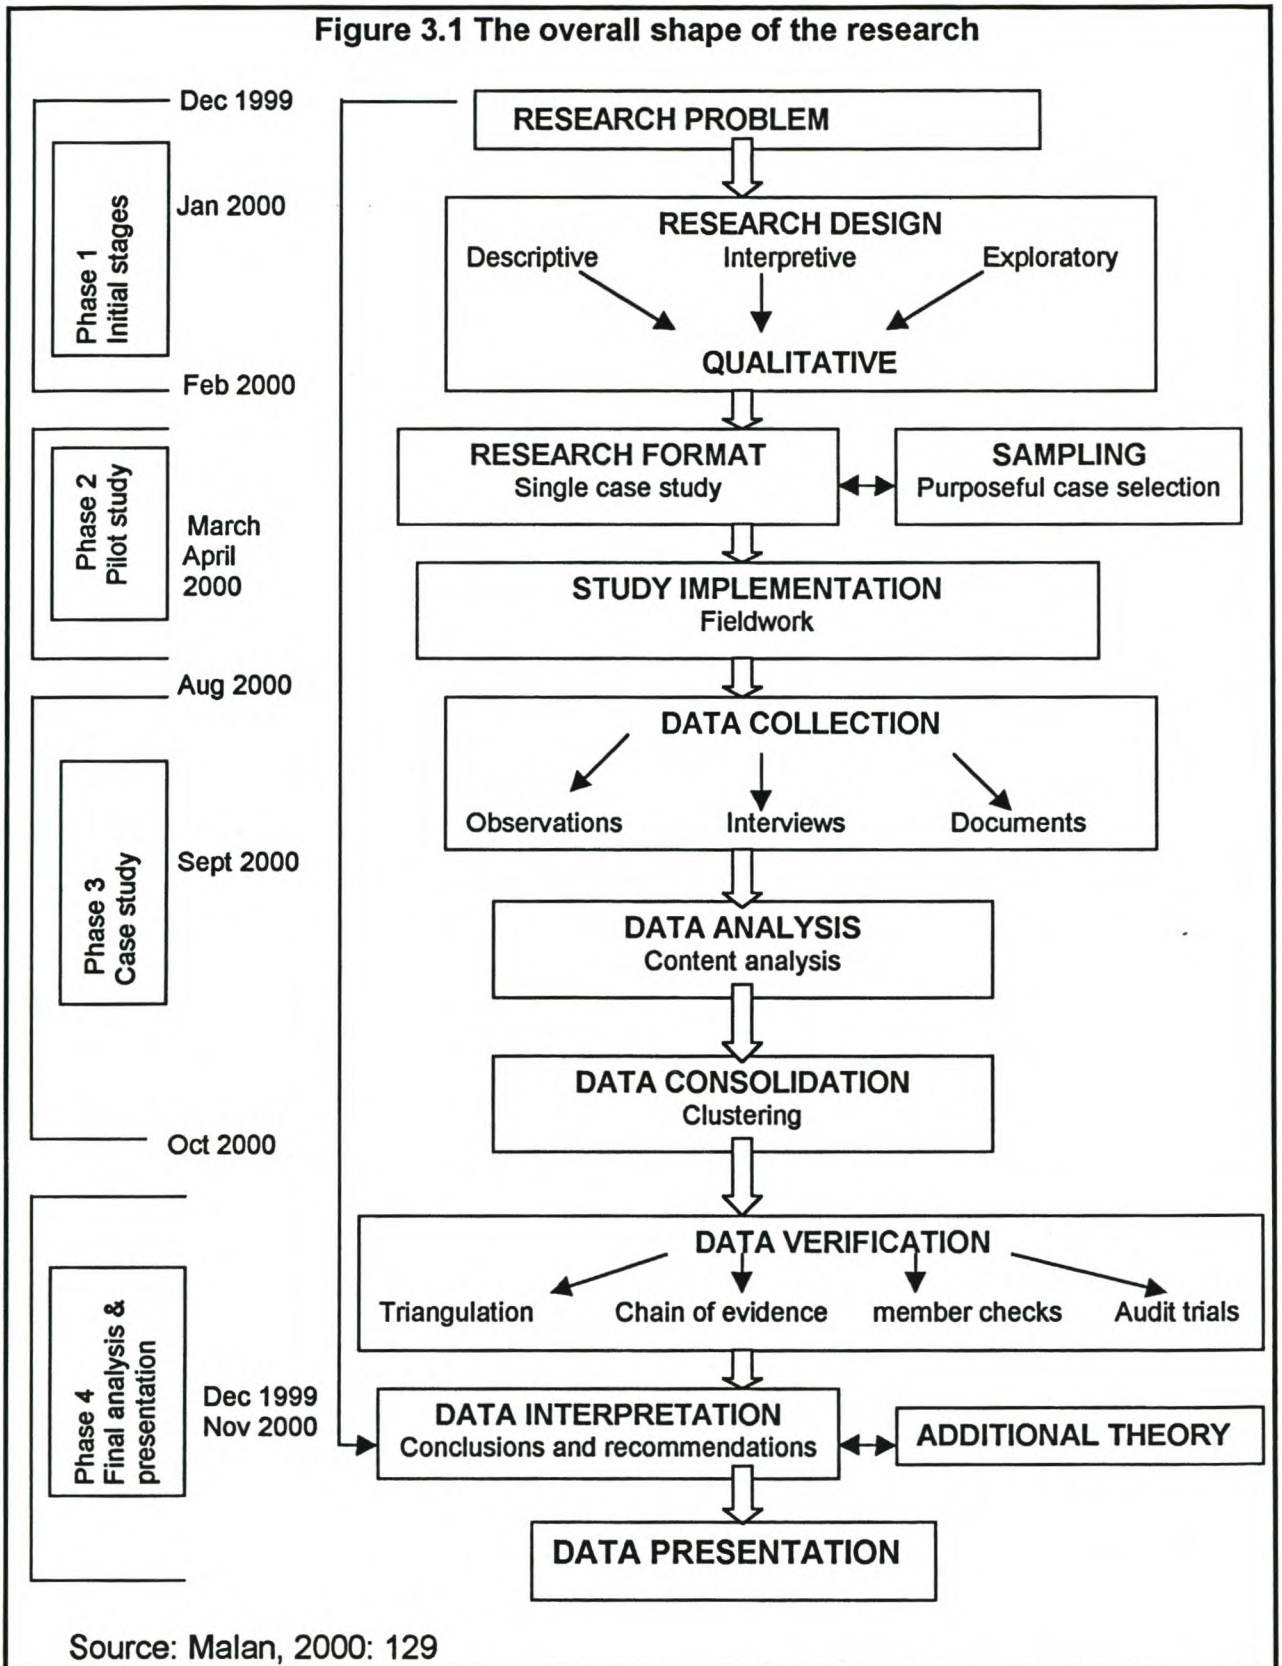 Figure 3.1 The overall shape of the research
Dec 1999
Phase 1
Initial stages
Jan 2000
Feb 2000
RESEARCH PROBLEM
RESEARCH DESIGN
Descriptive Interpretive Exploratory
QUALITATIVE
Phase 2
Pilot study
March
April
2000
RESEARCH FORMAT
Single case study
SAMPLING
Purposeful case selection
STUDY IMPLEMENTATION
Fieldwork
Aug 2000
Phase 3
Case study
Sept 2000
Oct 2000
DATA COLLECTION
Observations Interviews Documents
DATA ANALYSIS
Content analysis
DATA CONSOLIDATION
Clustering
Phase 4
Final analysis &
presentation
Dec 1999
Nov 2000
DATA VERIFICATION
Triangulation Chain of evidence member checks Audit trials
DATA INTERPRETATION
Conclusions and recommendations
ADDITIONAL THEORY
DATA PRESENTATION
Source: Malan, 2000: 129